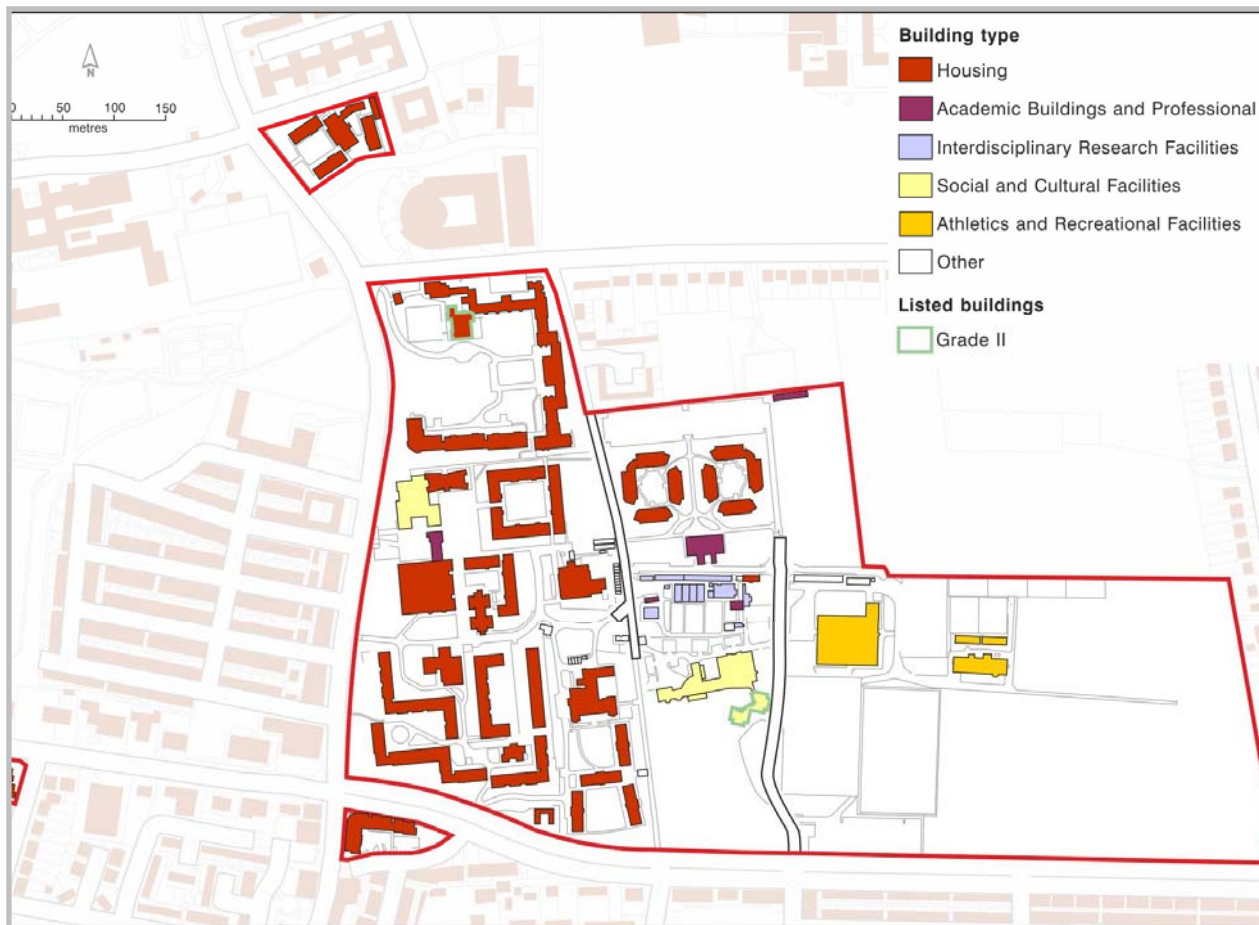 N
0 50 100 150
metres
Building type
Housing
Academic Buildings and Professional
Interdisciplinary Research Facilities
Social and Cultural Facilities
Athletics and Recreational Facilities
Other
Listed buildings
Grade II